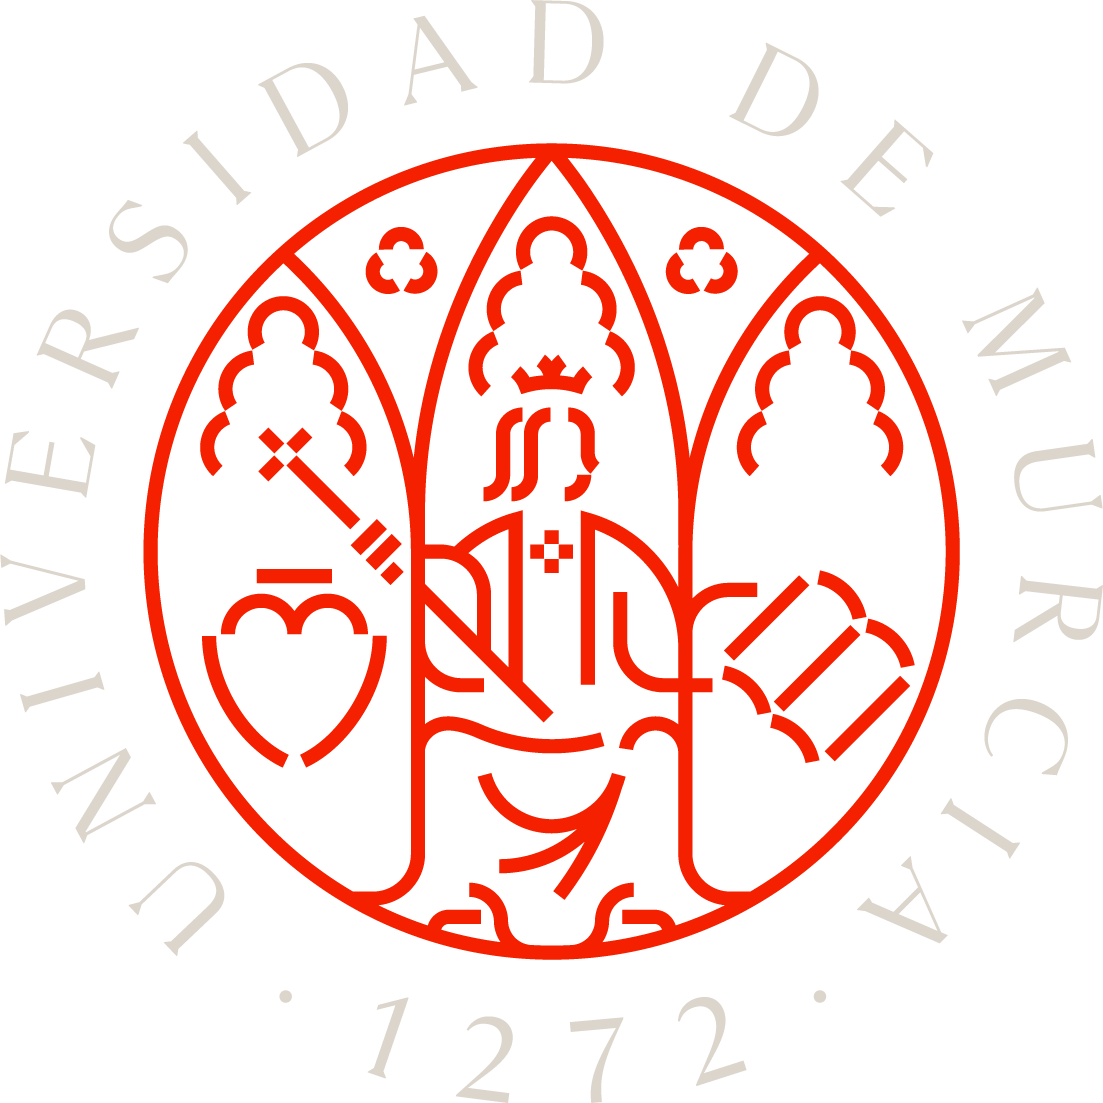 UNIVERSIDAD DE MURCIA
· 1272 ·